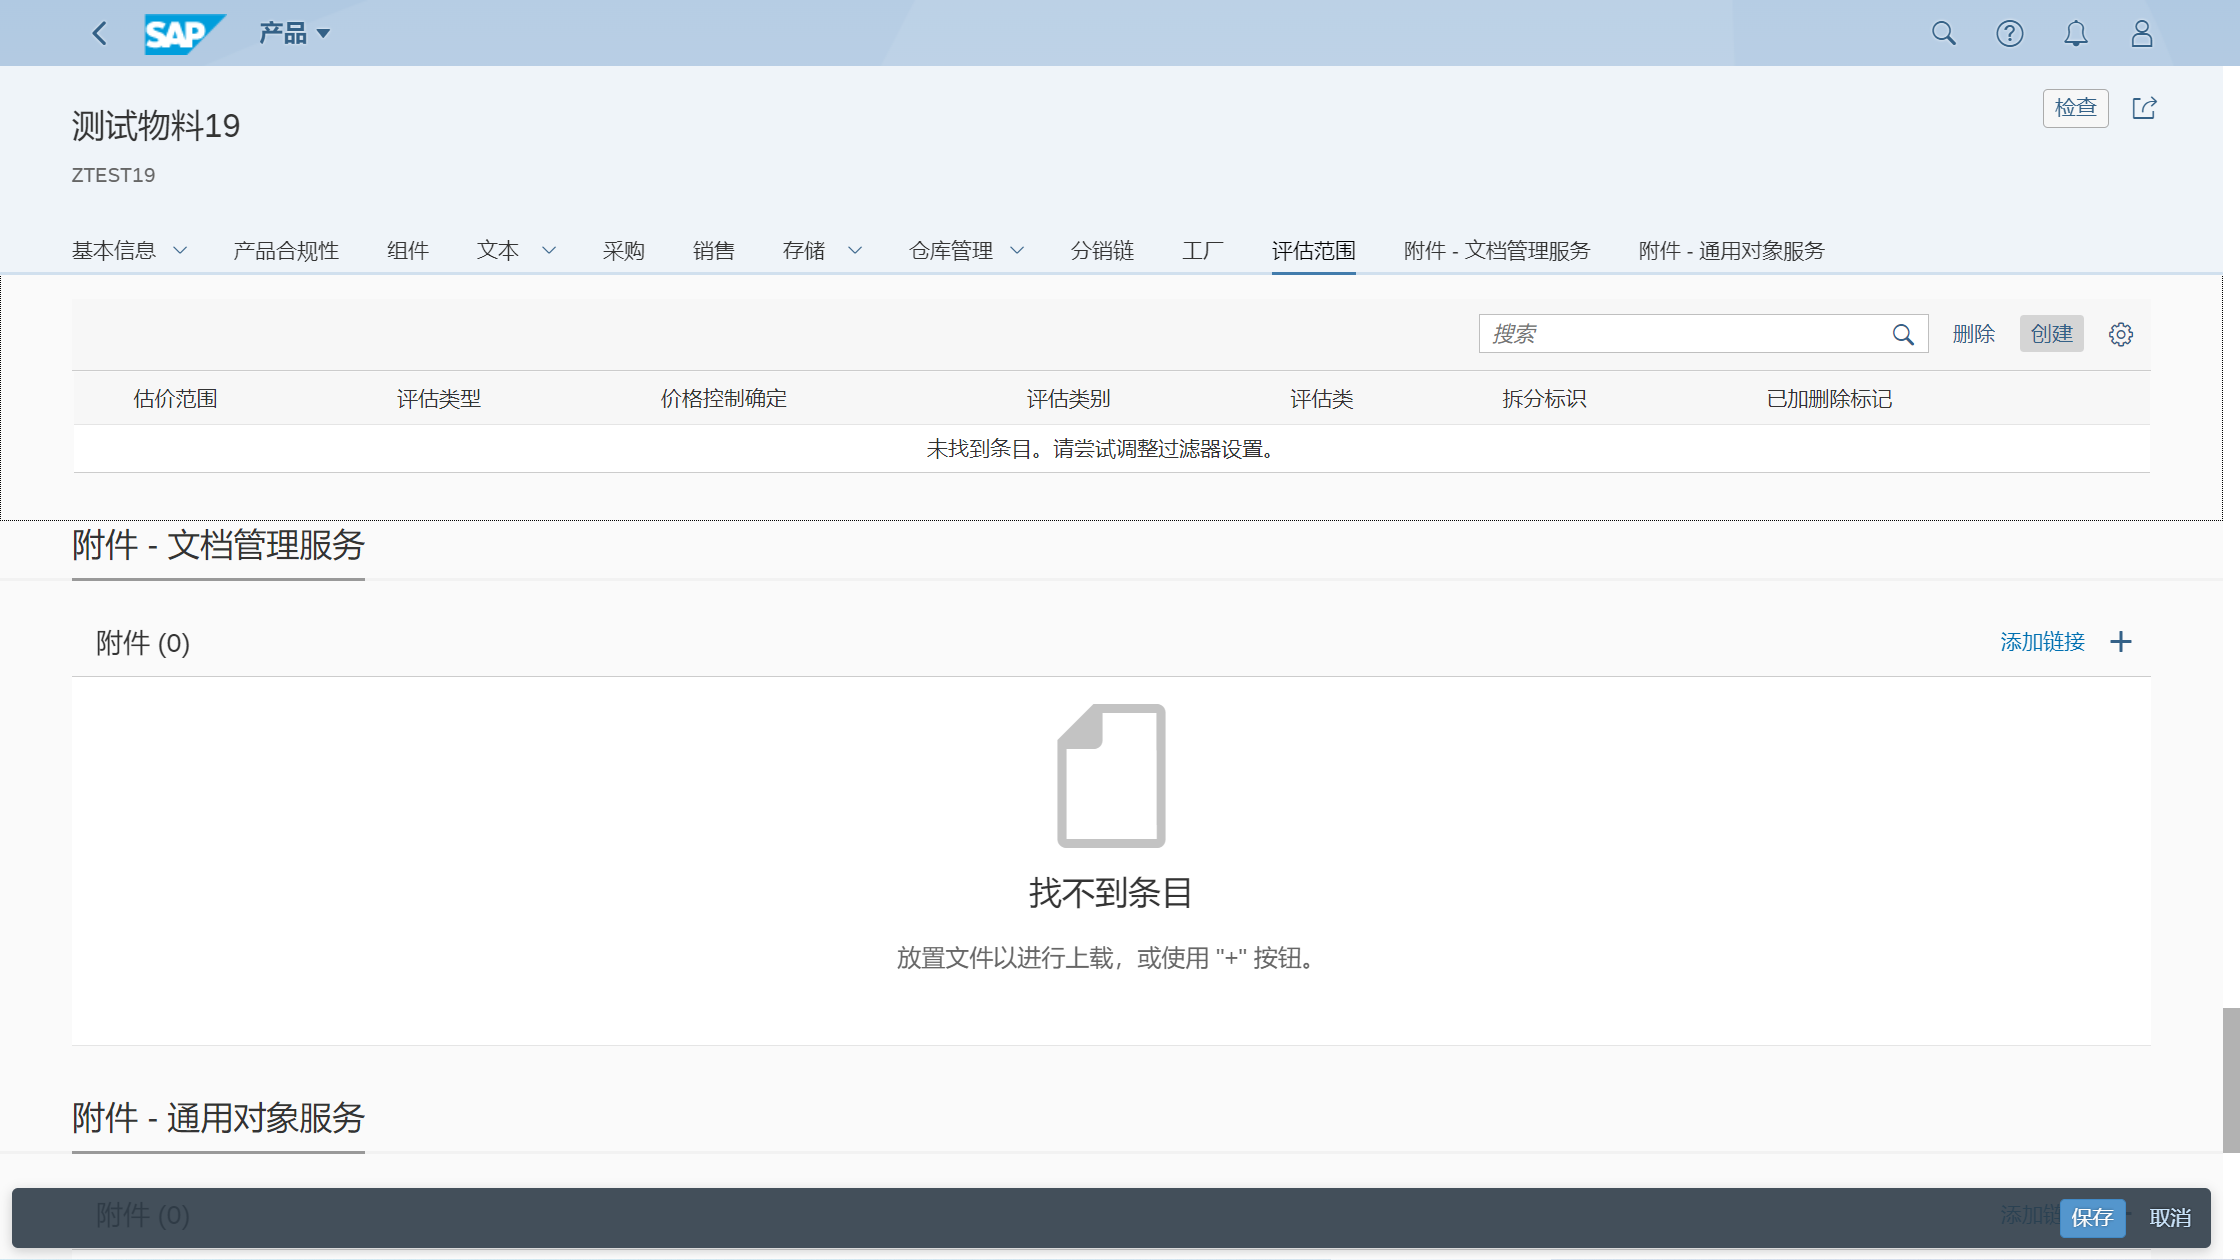 SAP 产品
检查
测试物料19
ZTEST19
基本信息 产品合规性 组件 文本 采购 销售 存储 仓库管理 分销链 工厂 评估范围 附件 - 文档管理服务 附件 - 通用对象服务
搜索 删除 创建
估价范围 评估类型 价格控制确定 评估类别 评估类 拆分标识 已加删除标记
未找到条目。请尝试调整过滤器设置。
附件 - 文档管理服务
附件 (0) 添加链接
找不到条目
放置文件以进行上载，或使用 "+" 按钮。
附件 - 通用对象服务
附件 (0) 添加链 保存 取消